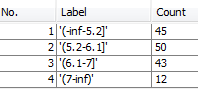 No. Label Count
1 '(-inf-5.2]' 45
2 '(5.2-6.1]' 50
3 '(6.1-7]' 43
4 '(7-inf)' 12